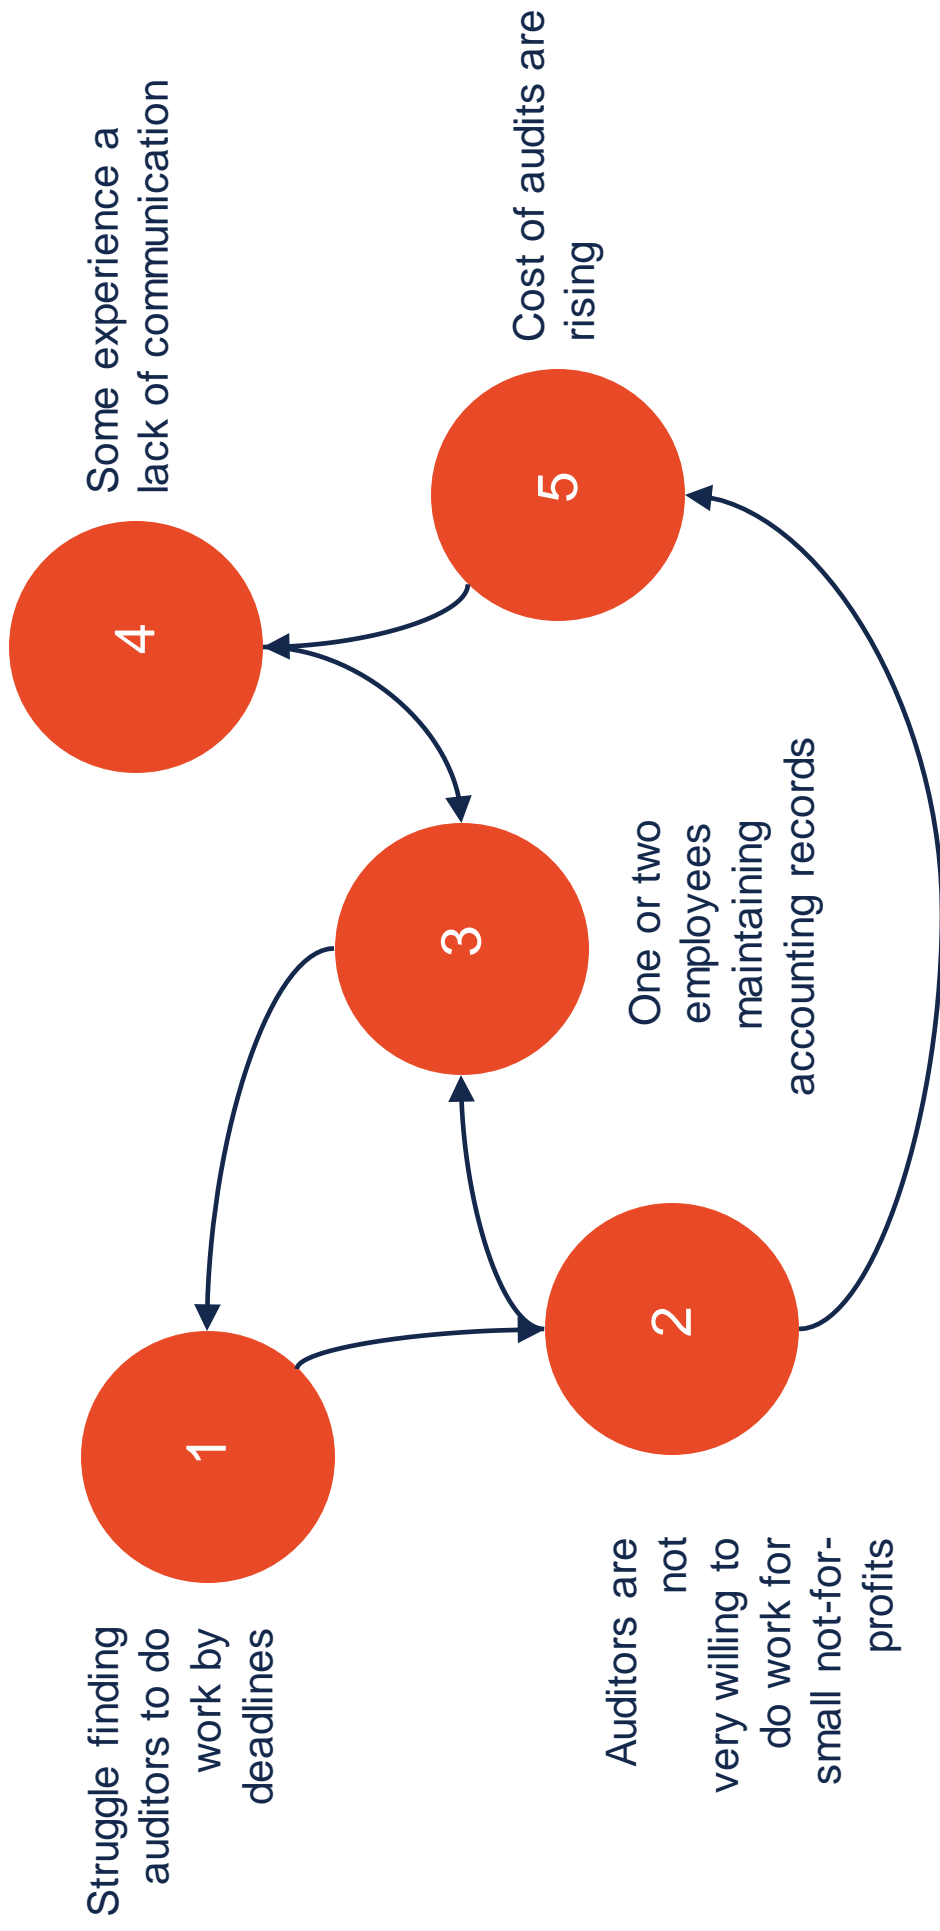 Struggle finding
auditors to do
work by
deadlines
1
Auditors are
not
very willing to
do work for
small not-for-
profits
2
3
One or two
employees
maintaining
accounting records
4
Some experience a
lack of communication
5
Cost of audits are
rising